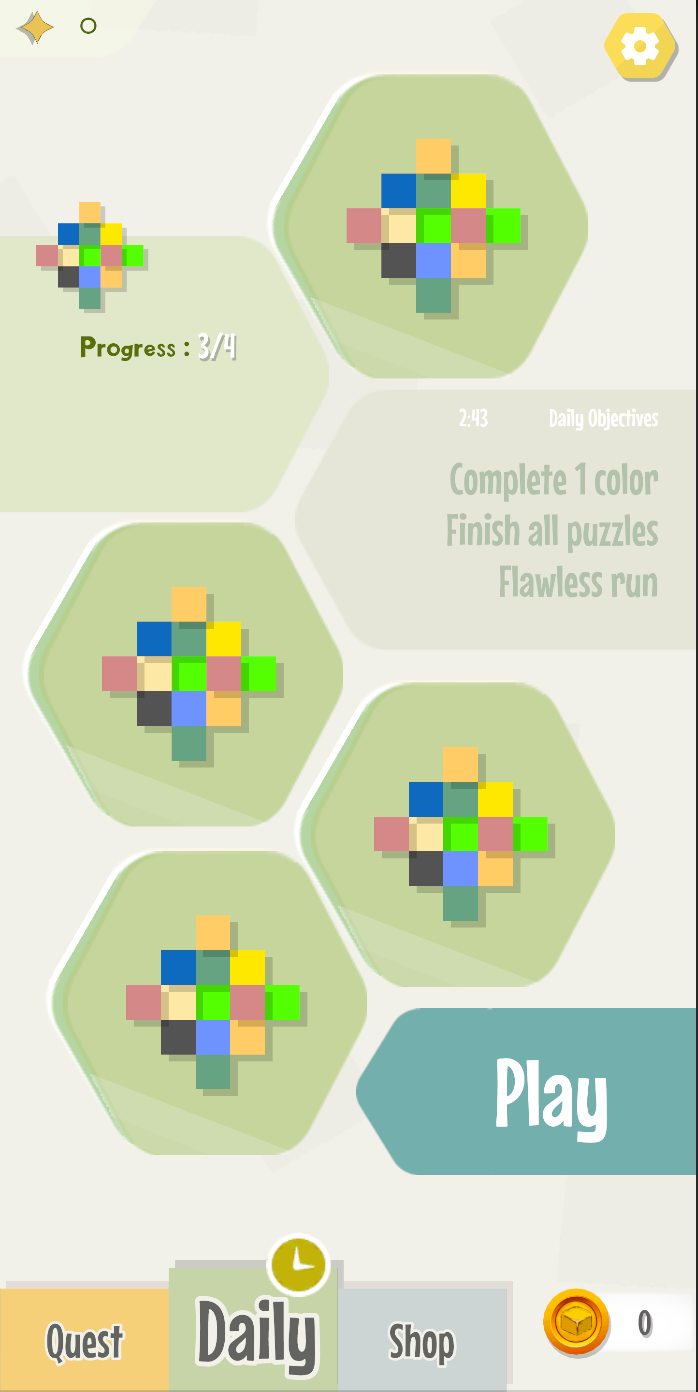 0
Progress : 3/4
2:43 Daily Objectives
Complete 1 color
Finish all puzzles
Flawless run
Play
Quest
Daily
Shop
0